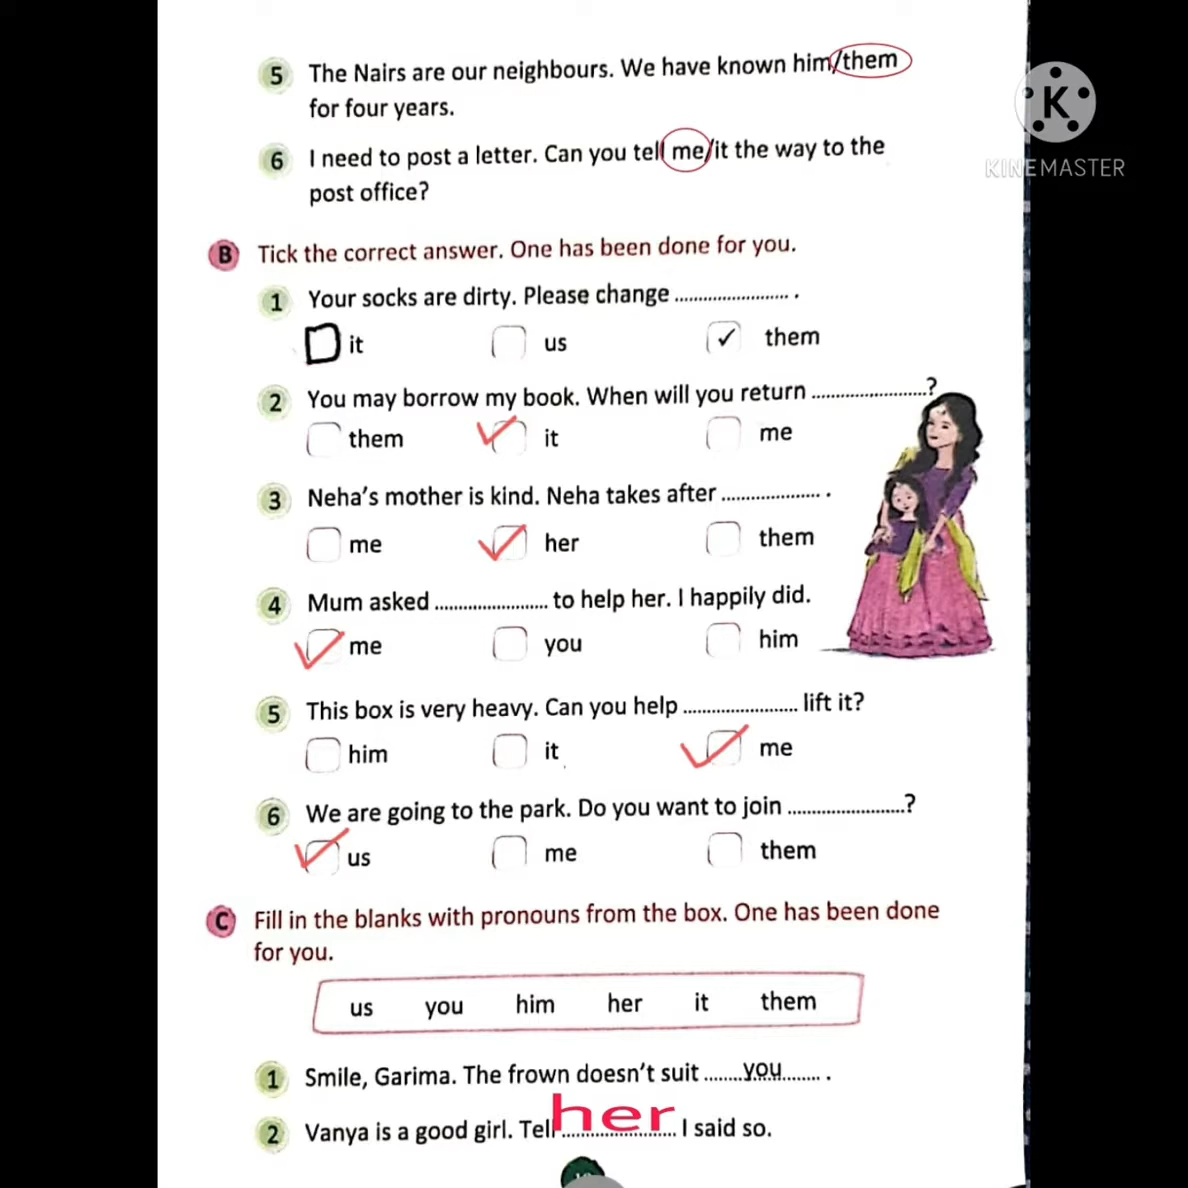 5 The Nairs are our neighbours. We have known him/them
for four years.
6 I need to post a letter. Can you tell me/it the way to the
post office?
K
KINEMASTER
B Tick the correct answer. One has been done for you.
1 Your socks are dirty. Please change ........................ .
it us ✓ them
2 You may borrow my book. When will you return ........................?
them ✓ it me
3 Neha's mother is kind. Neha takes after ..................... .
me ✓ her them
4 Mum asked ........................ to help her. I happily did.
✓ me you him
5 This box is very heavy. Can you help ........................ lift it?
him it ✓ me
6 We are going to the park. Do you want to join ........................?
✓ us me them
C Fill in the blanks with pronouns from the box. One has been done
for you.
us you him her it them
1 Smile, Garima. The frown doesn't suit ........you........ .
2 Vanya is a good girl. Tell her I said so.